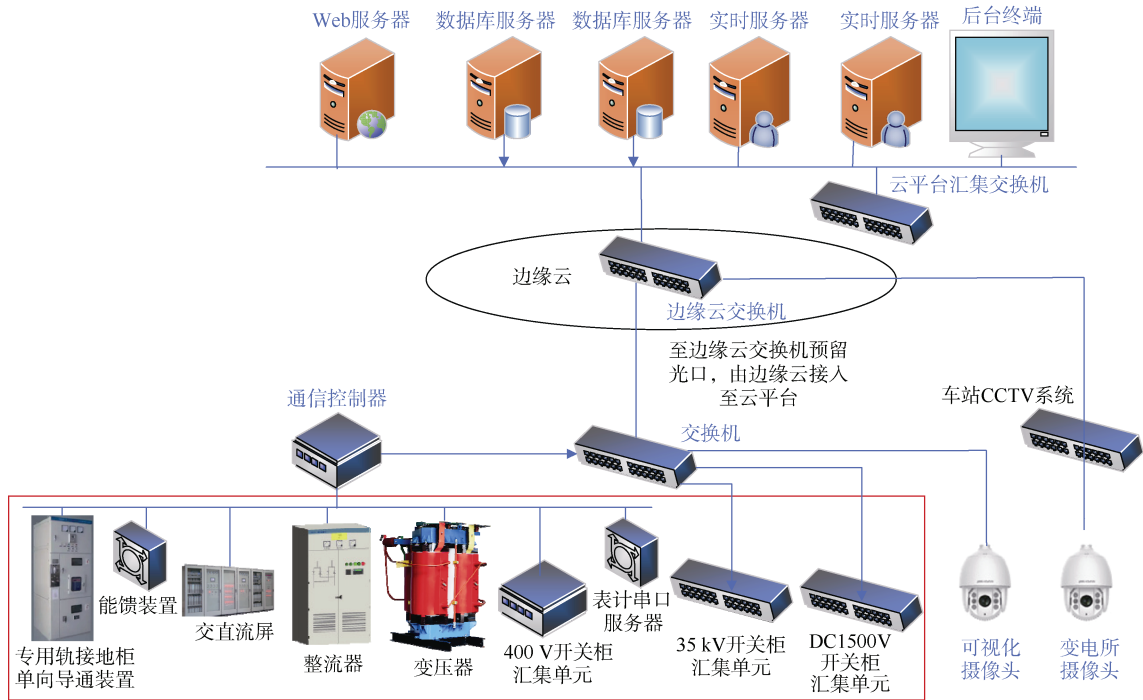 Web服务器
数据库服务器
数据库服务器
实时服务器
实时服务器
后台终端
云平台汇集交换机
边缘云
边缘云交换机
至边缘云交换机预留
光口，由边缘云接入
至云平台
通信控制器
交换机
车站CCTV系统
专用轨接地柜
单向导通装置
能馈装置
交直流屏
整流器
变压器
400 V开关柜
汇集单元
表计串口
服务器
35 kV开关柜
汇集单元
DC1500V
开关柜
汇集单元
可视化
摄像头
变电所
摄像头